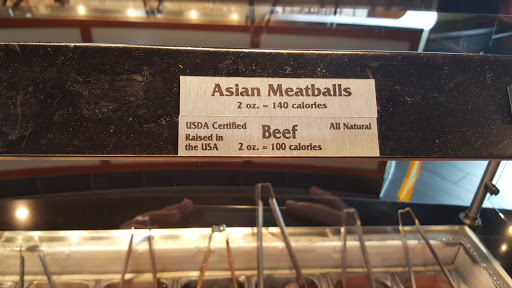 Asian Meatballs
2 oz. = 140 calories
USDA Certified Beef All Natural
Raised in
the USA 2 oz. = 100 calories